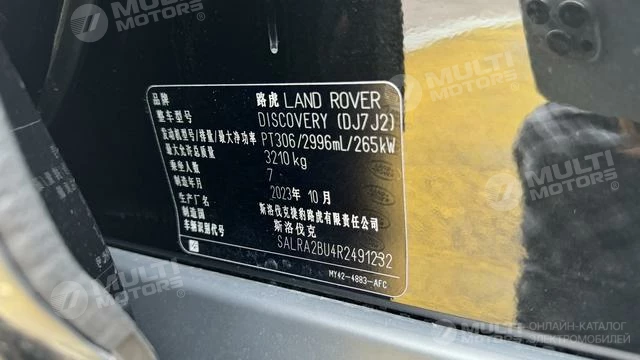 品牌 路虎 LAND ROVER
整车型号 DISCOVERY (DJ7J2)
发动机型号/排量/最大净功率 PT306/2996mL/265kW
最大允许总质量 3210kg
乘坐人数 7
制造年月 2023年 10月
生产厂名 斯洛伐克捷豹路虎有限责任公司
制造国 斯洛伐克
车辆识别代号 SALRA2BU4R2491232
MY42-4883-AFC
MULTI MOTORS
MULTI MOTORS
MULTI MOTORS
MULTI MOTORS
MULTI MOTORS
MULTI MOTORS
ОНЛАЙН-КАТАЛОГ
ЭЛЕКТРОМОБИЛЕЙ